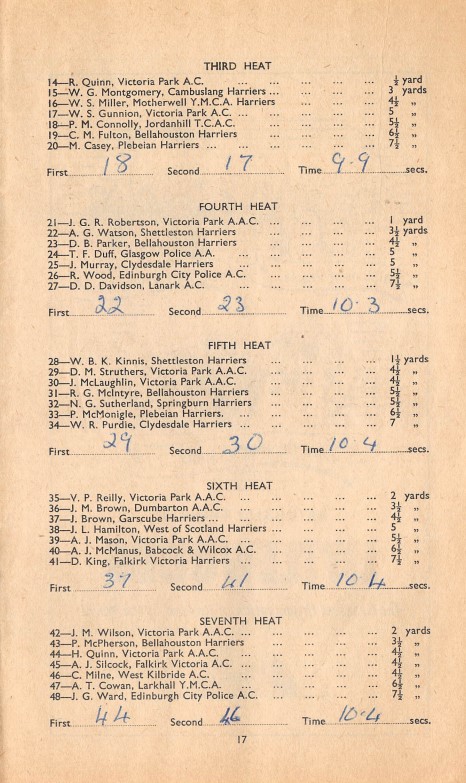 THIRD HEAT
14—R. Quinn, Victoria Park A.C. ... ... ... ... ... ½ yard
15—W. G. Montgomery, Cambuslang Harriers ... ... ... ... 3 yards
16—W. S. Miller, Motherwell Y.M.C.A. Harriers ... ... ... 4½ „
17—W. S. Gunnion, Victoria Park A.C. ... ... ... ... ... 5 „
18—P. M. Connolly, Jordanhill T.C.A.C. ... ... ... ... 5½ „
19—C. M. Fulton, Bellahouston Harriers ... ... ... ... 6½ „
20—M. Casey, Plebeian Harriers ... ... ... ... ... 7½ „
First 18 Second 17 Time 9.9 secs.
FOURTH HEAT
21—J. G. R. Robertson, Victoria Park A.A.C. ... ... ... ... 1 yard
22—A. G. Watson, Shettleston Harriers ... ... ... ... 3½ yards
23—D. B. Parker, Bellahouston Harriers ... ... ... ... 4½ „
24—T. F. Duff, Glasgow Police A.A. ... ... ... ... ... 5 „
25—J. Murray, Clydesdale Harriers ... ... ... ... ... 5 „
26—R. Wood, Edinburgh City Police A.C. ... ... ... ... 5½ „
27—D. D. Davidson, Lanark A.C. ... ... ... ... ... 7½ „
First 22 Second 23 Time 10.3 secs.
FIFTH HEAT
28—W. B. K. Kinnis, Shettleston Harriers ... ... ... ... 1½ yards
29—D. M. Struthers, Victoria Park A.A.C. ... ... ... ... 4½ „
30—J. McLaughlin, Victoria Park A.C. ... ... ... ... 4½ „
31—R. G. McIntyre, Bellahouston Harriers ... ... ... ... 5½ „
32—N. G. Sutherland, Springburn Harriers ... ... ... ... 5½ „
33—P. McMonigle, Plebeian Harriers. ... ... ... ... ... 6½ „
34—W. R. Purdie, Clydesdale Harriers ... ... ... ... ... 7 „
First 29 Second 30 Time 10.4 secs.
SIXTH HEAT
35—V. P. Reilly, Victoria Park A.A.C. ... ... ... ... ... 2 yards
36—J. M. Brown, Dumbarton A.A.C. ... ... ... ... ... 3½ „
37—J. Brown, Garscube Harriers ... ... ... ... ... 4½ „
38—J. L. Hamilton, West of Scotland Harriers ... ... ... ... 5 „
39—A. J. Mason, Victoria Park A.A.C. ... ... ... ... ... 5½ „
40—A. J. McManus, Babcock & Wilcox A.C. ... ... ... ... 6½ „
41—D. King, Falkirk Victoria Harriers ... ... ... ... ... 7½ „
First 37 Second 41 Time 10.4 secs.
SEVENTH HEAT
42—J. M. Wilson, Victoria Park A.A.C. ... ... ... ... ... 2 yards
43—P. McPherson, Bellahouston Harriers ... ... ... ... 3½ „
44—H. Quinn, Victoria Park A.A.C. ... ... ... ... ... 4½ „
45—A. J. Silcock, Falkirk Victoria A.C. ... ... ... ... 4½ „
46—C. Milne, West Kilbride A.C. ... ... ... ... ... 4½ „
47—A. T. Cowan, Larkhall Y.M.C.A. ... ... ... ... ... 6½ „
48—J. G. Ward, Edinburgh City Police A.C. ... ... ... ... 7½ „
First 44 Second 46 Time 10.4 secs.
17